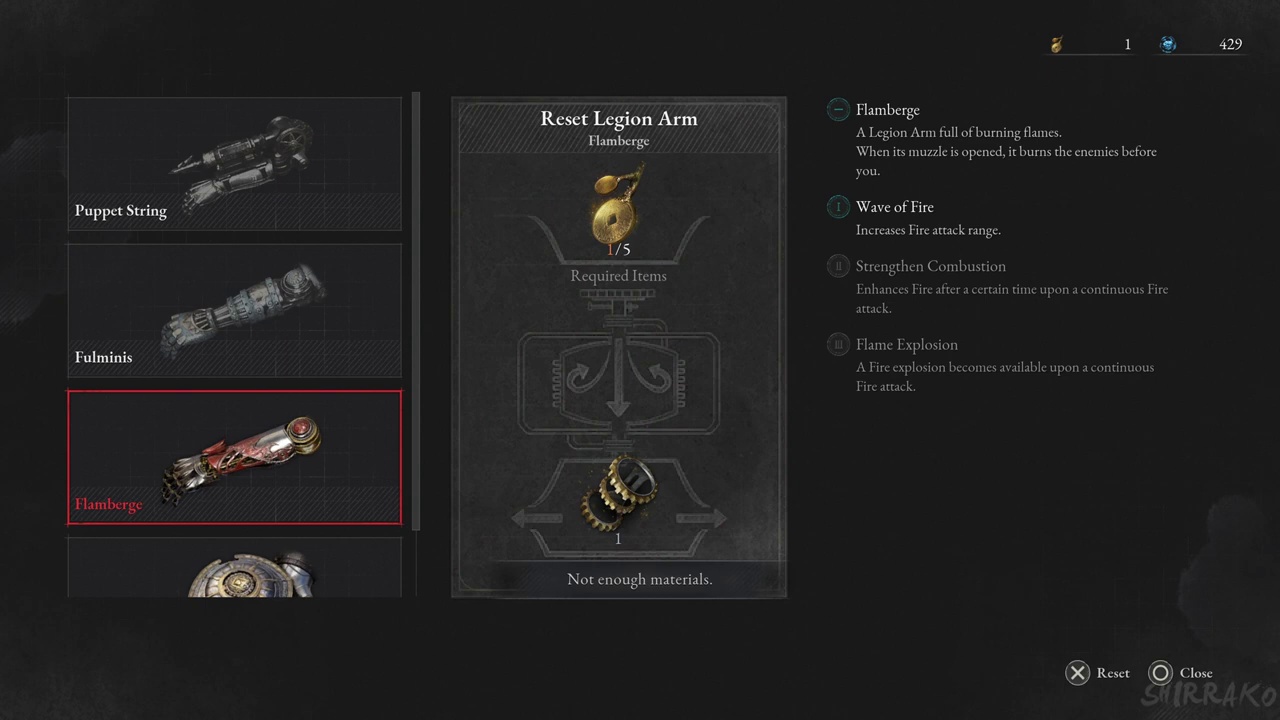 1
429
Puppet String
Fulminis
Flamberge
Reset Legion Arm
Flamberge
1/5
Required Items
1
Not enough materials.
Flamberge
A Legion Arm full of burning flames.
When its muzzle is opened, it burns the enemies before
you.
I
Wave of Fire
Increases Fire attack range.
II
Strengthen Combustion
Enhances Fire after a certain time upon a continuous Fire
attack.
III
Flame Explosion
A Fire explosion becomes available upon a continuous
Fire attack.
Reset
Close
SHIRRAKO